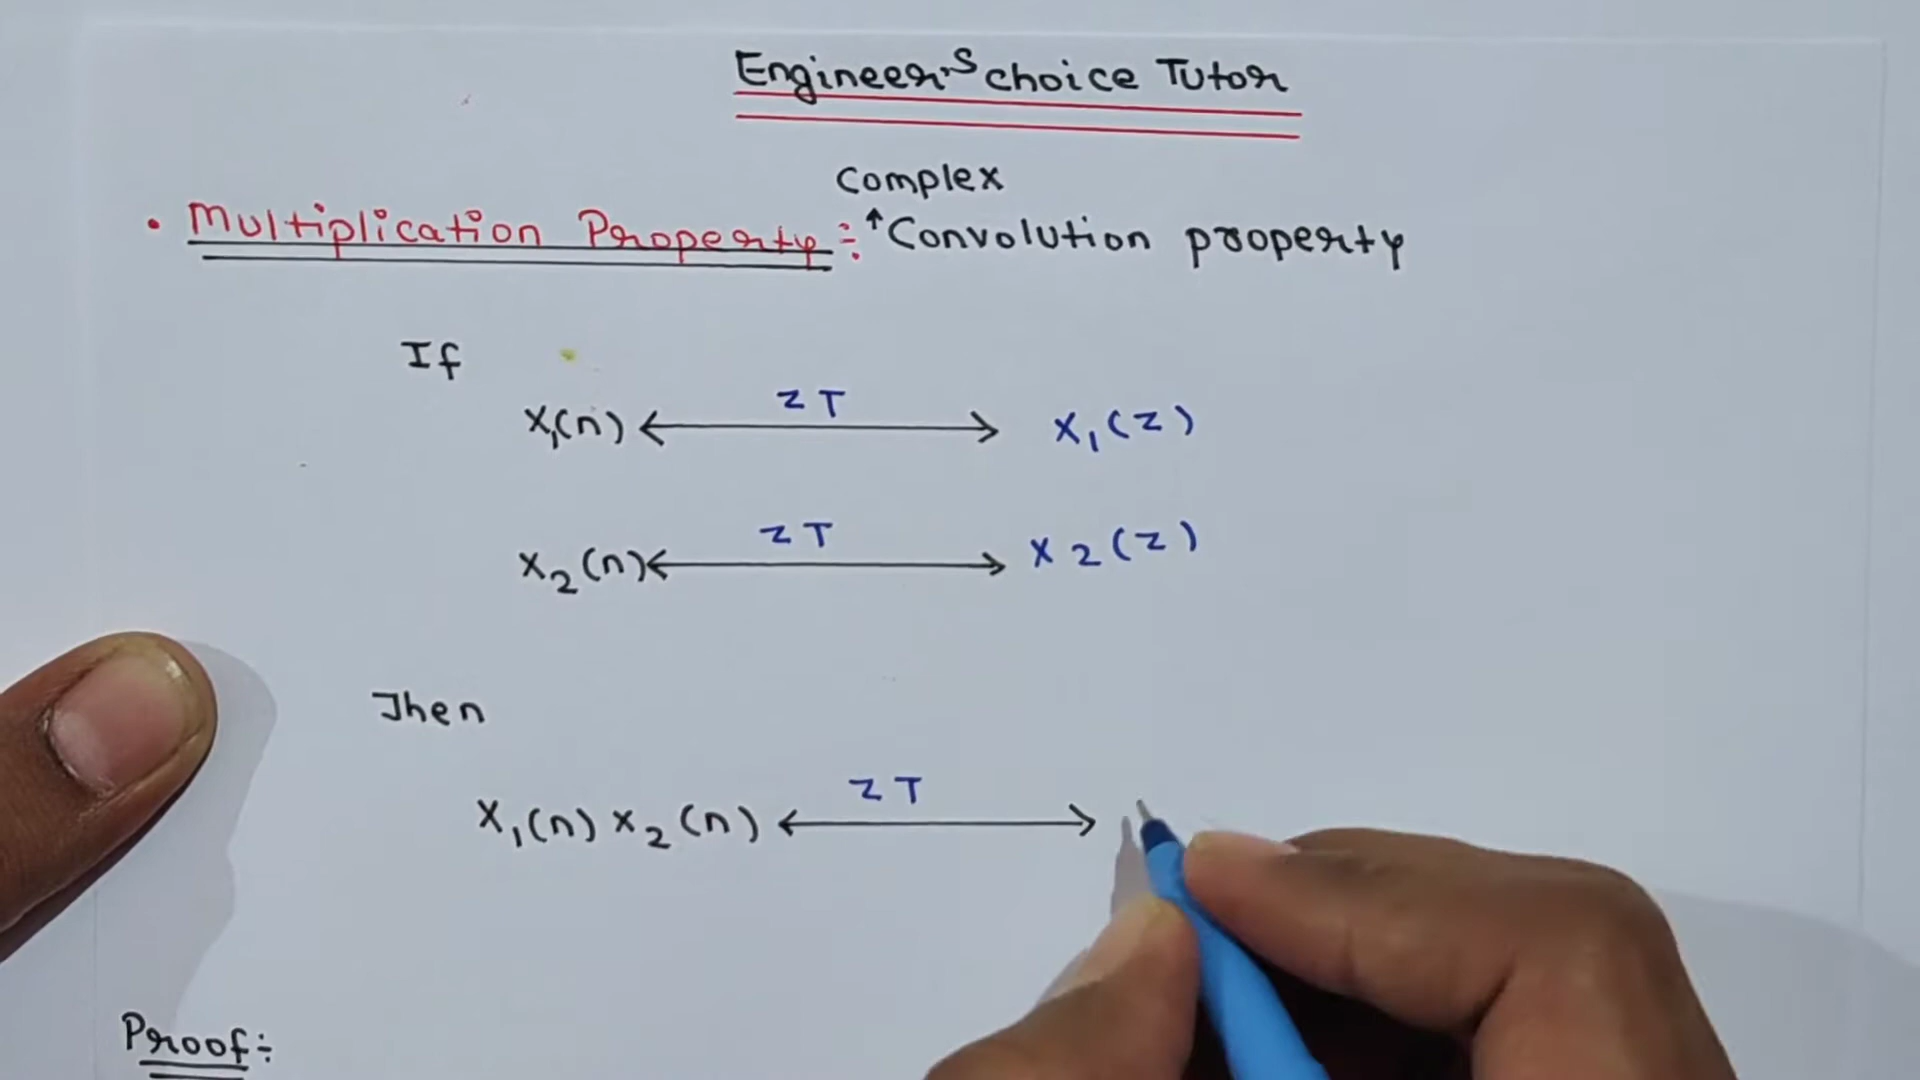 Engineer's choice Tutor
Complex
• Multiplication Property÷ ↑Convolution property
If
x₁(n) ⟷ x₁(z)
ZT
x₂(n) ⟷ x₂(z)
ZT
Then
x₁(n) x₂(n) ⟷
ZT
Proof÷